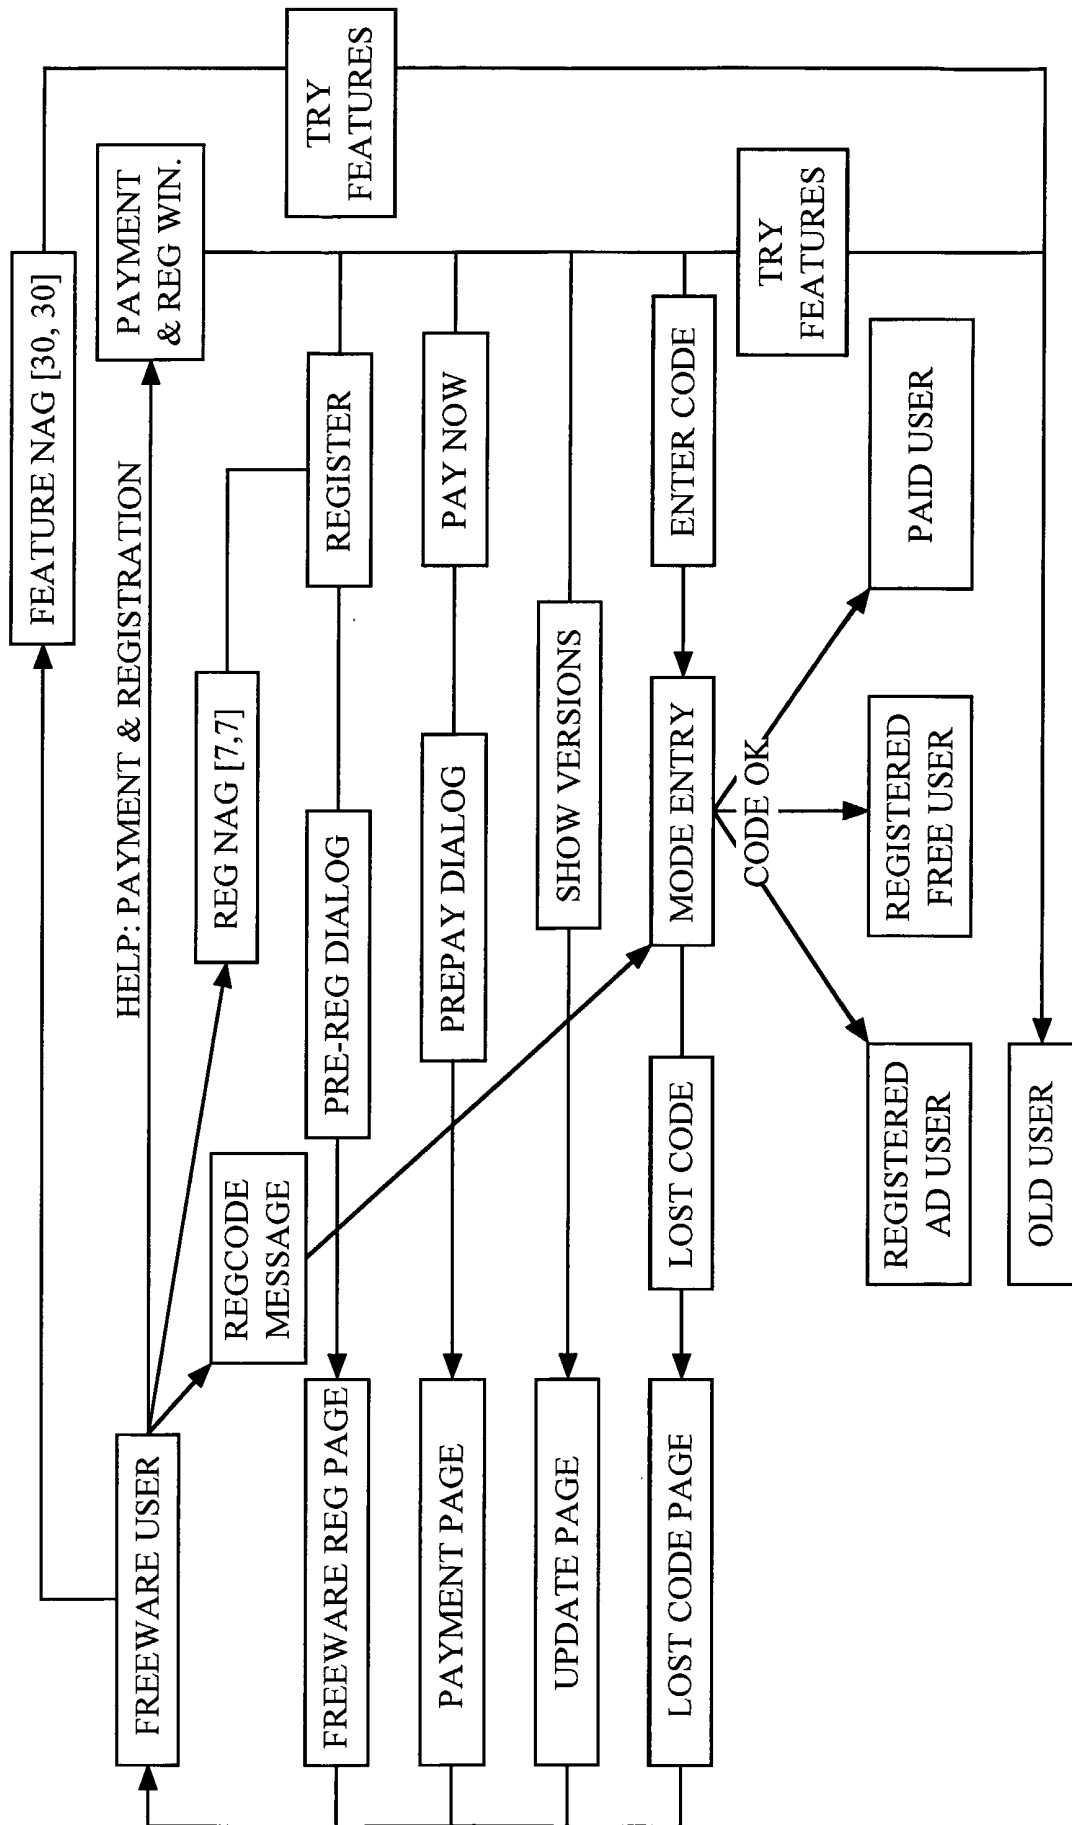 FEATURE NAG [30, 30]
TRY
FEATURES
FREEWARE USER
HELP: PAYMENT & REGISTRATION
PAYMENT
& REG WIN.
REG NAG [7,7]
REGCODE
MESSAGE
FREEWARE REG PAGE
PRE-REG DIALOG
REGISTER
PAYMENT PAGE
PREPAY DIALOG
PAY NOW
UPDATE PAGE
SHOW VERSIONS
LOST CODE PAGE
LOST CODE
MODE ENTRY
ENTER CODE
CODE OK
TRY
FEATURES
REGISTERED
AD USER
REGISTERED
FREE USER
PAID USER
OLD USER